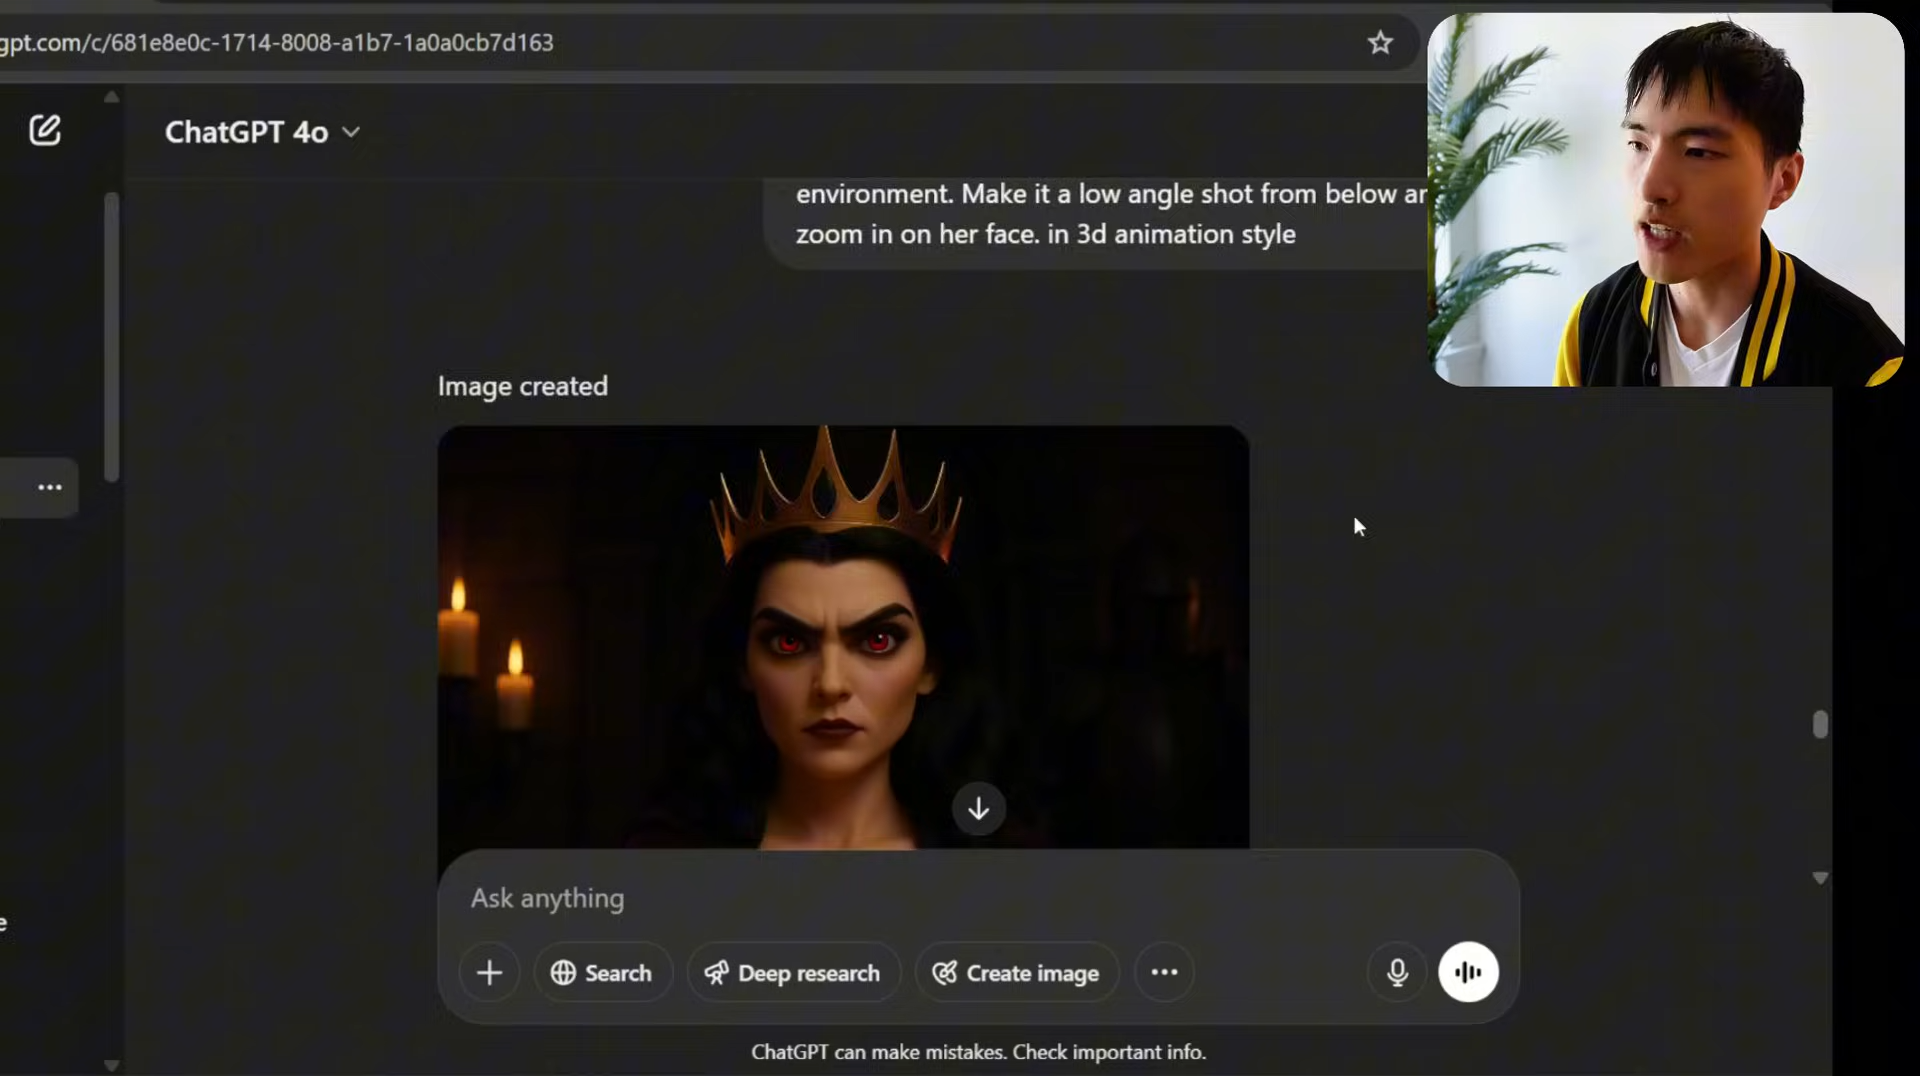 gpt.com/c/681e8e0c-1714-8008-a1b7-1a0a0cb7d163
ChatGPT 4o
environment. Make it a low angle shot from below
zoom in on her face. in 3d animation style
Image created
Ask anything
Search
Deep research
Create image
ChatGPT can make mistakes. Check important info.